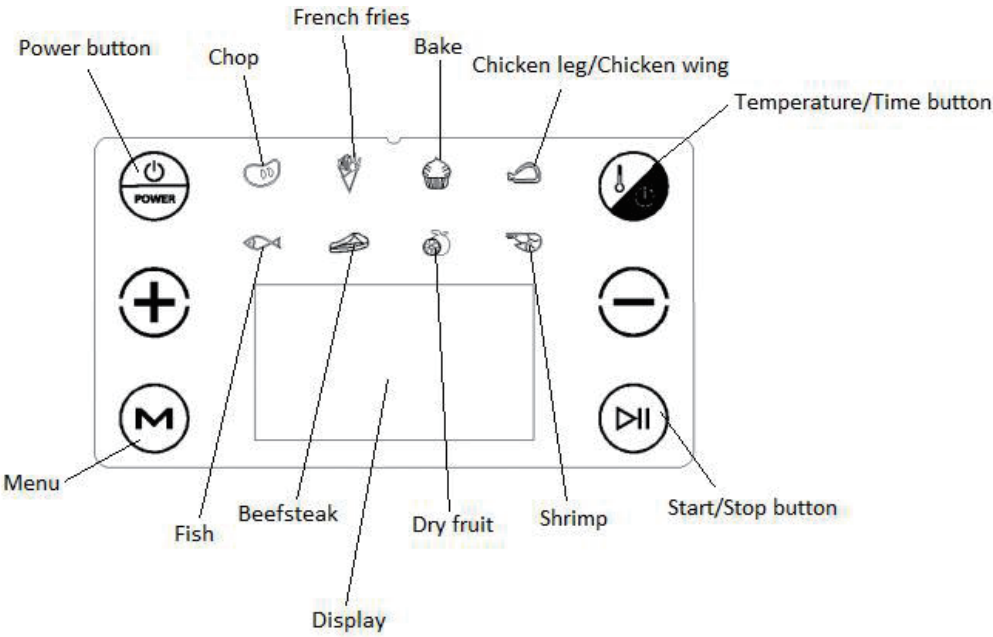 French fries
Power button
Chop
Bake
Chicken leg/Chicken wing
Temperature/Time button
POWER
M
Menu
Fish
Beefsteak
Dry fruit
Shrimp
Start/Stop button
Display